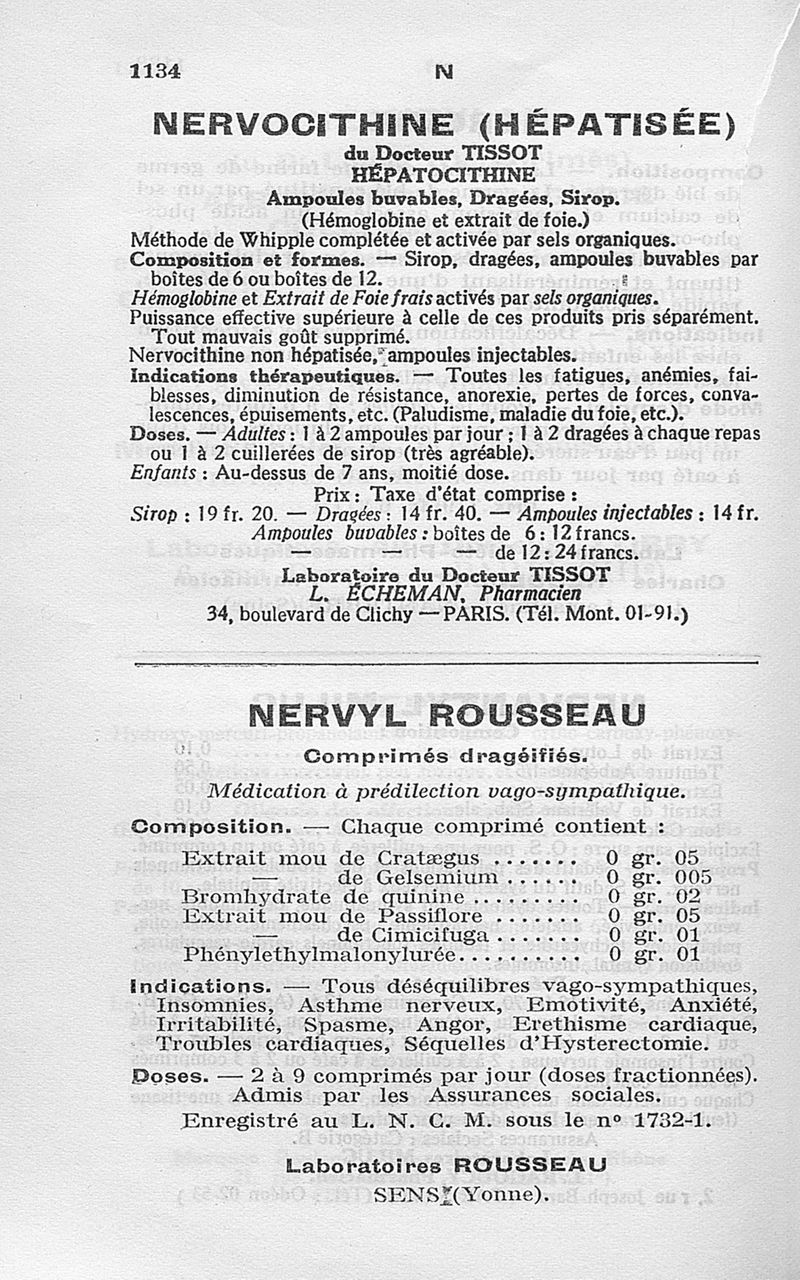 1134
N
NERVOCITHINE (HÉPATISÉE)
du Docteur TISSOT
HÉPATOCITHINE
Ampoules buvables, Dragées, Sirop.
(Hémoglobine et extrait de foie.)
Méthode de Whipple complétée et activée par sels organiques.
Composition et formes. — Sirop, dragées, ampoules buvables par
boîtes de 6 ou boîtes de 12.
Hémoglobine et Extrait de Foie frais activés par sels organiques.
Puissance effective supérieure à celle de ces produits pris séparément.
Tout mauvais goût supprimé.
Nervocithine non hépatisée, ampoules injectables.
Indications thérapeutiques. — Toutes les fatigues, anémies, fai-
blesses, diminution de résistance, anorexie, pertes de forces, conva-
lescences, épuisements, etc. (Paludisme, maladie du foie, etc.).
Doses. — Adultes : 1 à 2 ampoules par jour ; 1 à 2 dragées à chaque repas
ou 1 à 2 cuillerées de sirop (très agréable).
Enfants : Au-dessus de 7 ans, moitié dose.
Prix : Taxe d'état comprise :
Sirop : 19 fr. 20. — Dragées : 14 fr. 40. — Ampoules injectables : 14 fr.
Ampoules buvables : boîtes de 6 : 12 francs.
— — — de 12 : 24 francs.
Laboratoire du Docteur TISSOT
L. ÉCHEMAN, Pharmacien
34, boulevard de Clichy — PARIS. (Tél. Mont. 01-91.)
NERVYL ROUSSEAU
Comprimés dragéifiés.
Médication à prédilection vago-sympathique.
Composition. — Chaque comprimé contient :
Extrait mou de Cratægus ....... 0 gr. 05
— de Gelsemium ...... 0 gr. 005
Bromhydrate de quinine ......... 0 gr. 02
Extrait mou de Passiflore ....... 0 gr. 05
— de Cimicifuga ....... 0 gr. 01
Phénylethylmalonylurée .......... 0 gr. 01
Indications. — Tous déséquilibres vago-sympathiques,
Insomnies, Asthme nerveux, Emotivité, Anxiété,
Irritabilité, Spasme, Angor, Erethisme cardiaque,
Troubles cardiaques, Séquelles d'Hysterectomie.
Doses. — 2 à 9 comprimés par jour (doses fractionnées).
Admis par les Assurances sociales.
Enregistré au L. N. C. M. sous le n° 1732-1.
Laboratoires ROUSSEAU
SENS (Yonne).